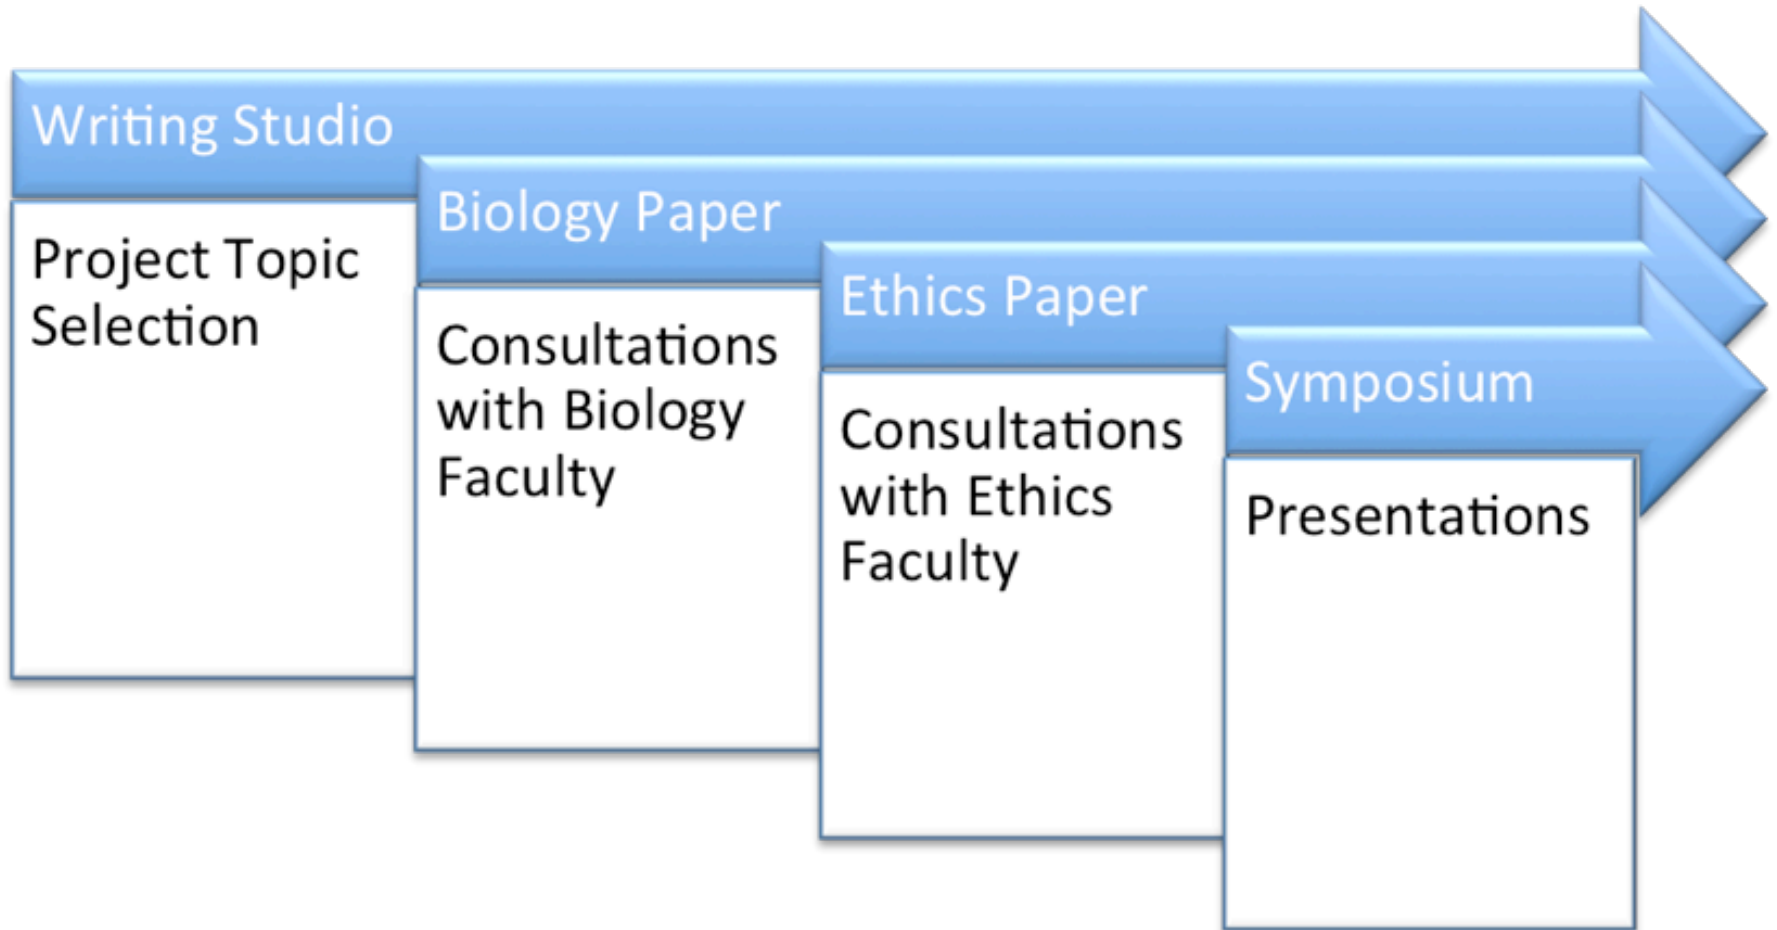 Writing Studio
Project Topic
Selection
Biology Paper
Consultations
with Biology
Faculty
Ethics Paper
Consultations
with Ethics
Faculty
Symposium
Presentations